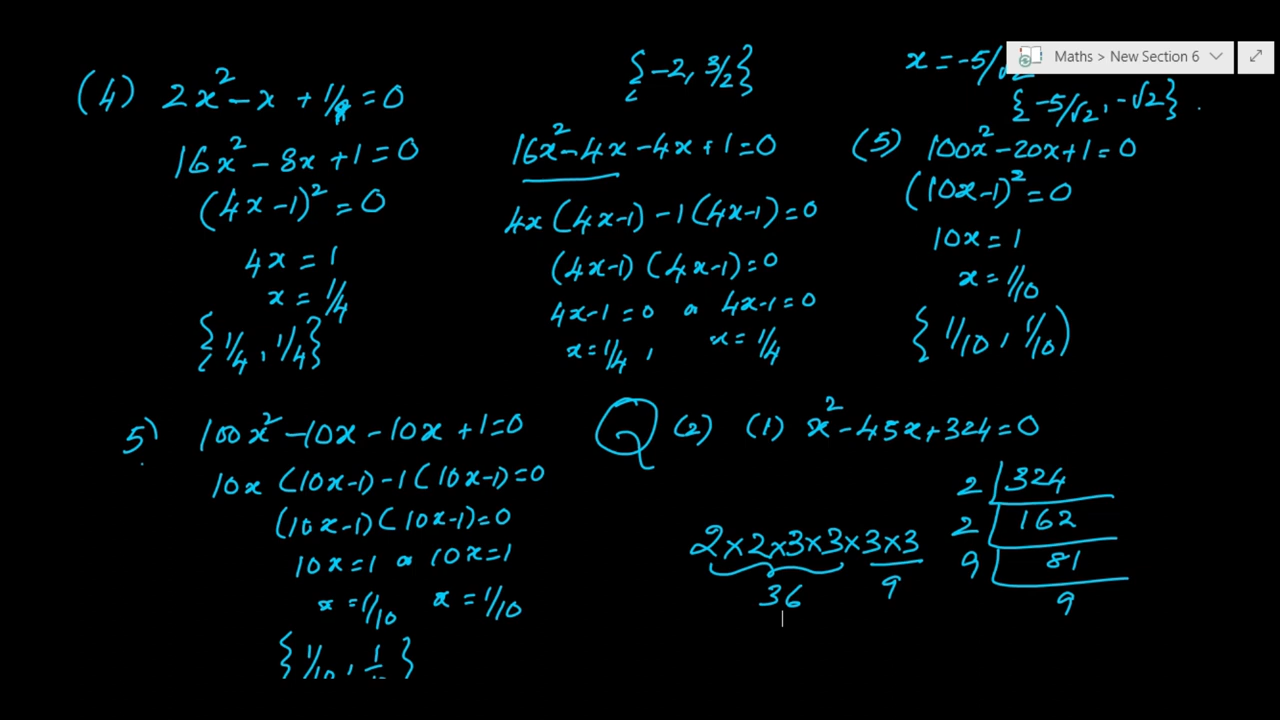 Maths > New Section 6
{-2, 3/2}
x = -5/√2
{-5/√2, -√2}.
(4) 2x² - x + 1/8 = 0
16x² - 8x + 1 = 0
(4x-1)² = 0
4x = 1
x = 1/4
{1/4, 1/4}
16x² - 4x - 4x + 1 = 0
4x (4x-1) - 1 (4x-1) = 0
(4x-1) (4x-1) = 0
4x-1 = 0 or 4x-1 = 0
x = 1/4, x = 1/4
(5) 100x² - 20x + 1 = 0
(10x-1)² = 0
10x = 1
x = 1/10
{1/10, 1/10)
5) 100x² - 10x - 10x + 1 = 0
10x (10x-1) - 1 (10x-1) = 0
(10x-1) (10x-1) = 0
10x = 1 or 10x = 1
x = 1/10 x = 1/10
Q (2) (1) x² - 45x + 324 = 0
2 | 324
2 | 162
9 | 81
9
2×2×3×3×3×3
36 9